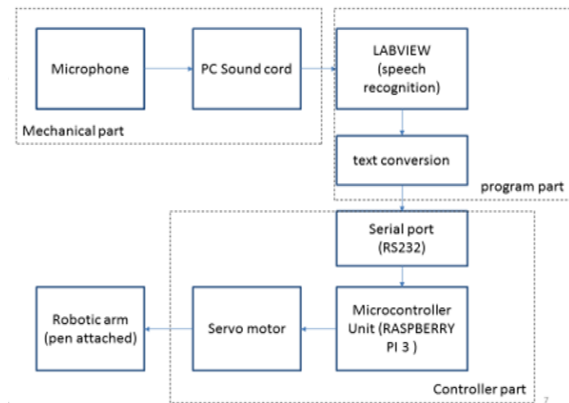 Microphone
PC Sound cord
LABVIEW
(speech
recognition)
Mechanical part
text conversion
program part
Serial port
(RS232)
Robotic arm
(pen attached)
Servo motor
Microcontroller
Unit (RASPBERRY
PI 3 )
Controller part
7